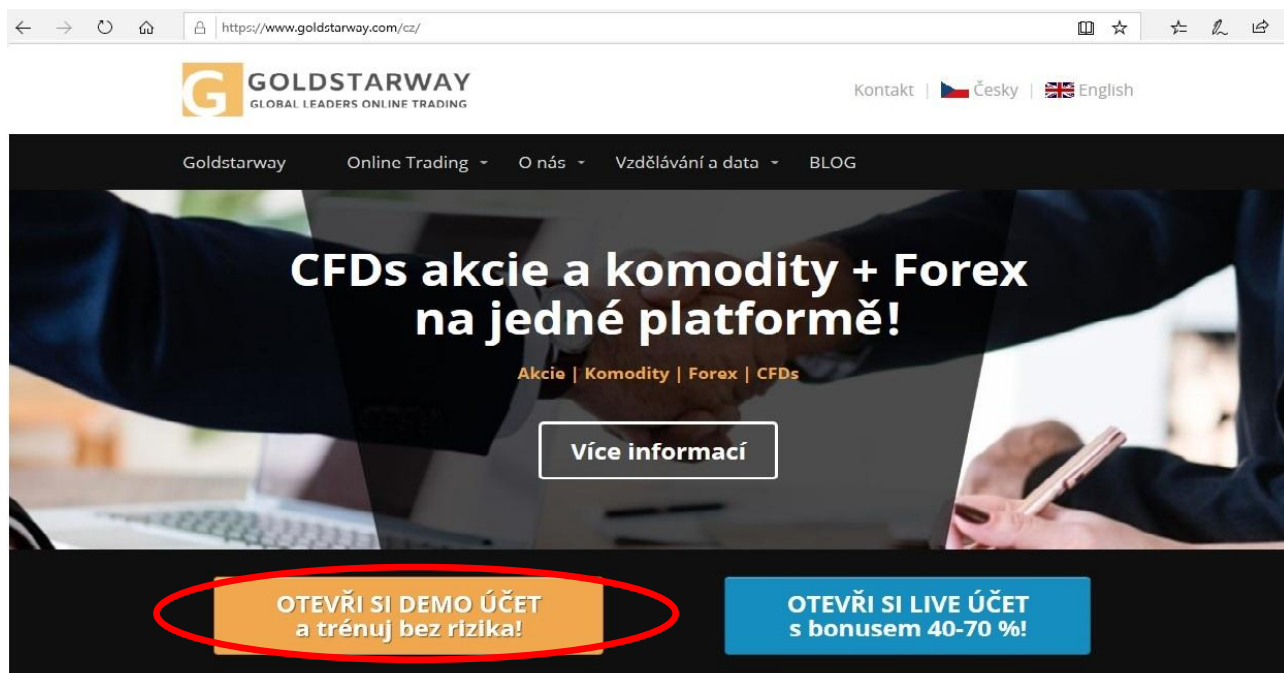 https://www.goldstarway.com/cz/
G GOLDSTARWAY
GLOBAL LEADERS ONLINE TRADING
Kontakt | Česky | English
Goldstarway Online Trading O nás Vzdělávání a data BLOG
CFDs akcie a komodity + Forex
na jedné platformě!
Akcie | Komodity | Forex | CFDs
Více informací
OTEVŘI SI DEMO ÚČET
a trénuj bez rizika!
OTEVŘI SI LIVE ÚČET
s bonusem 40-70 %!